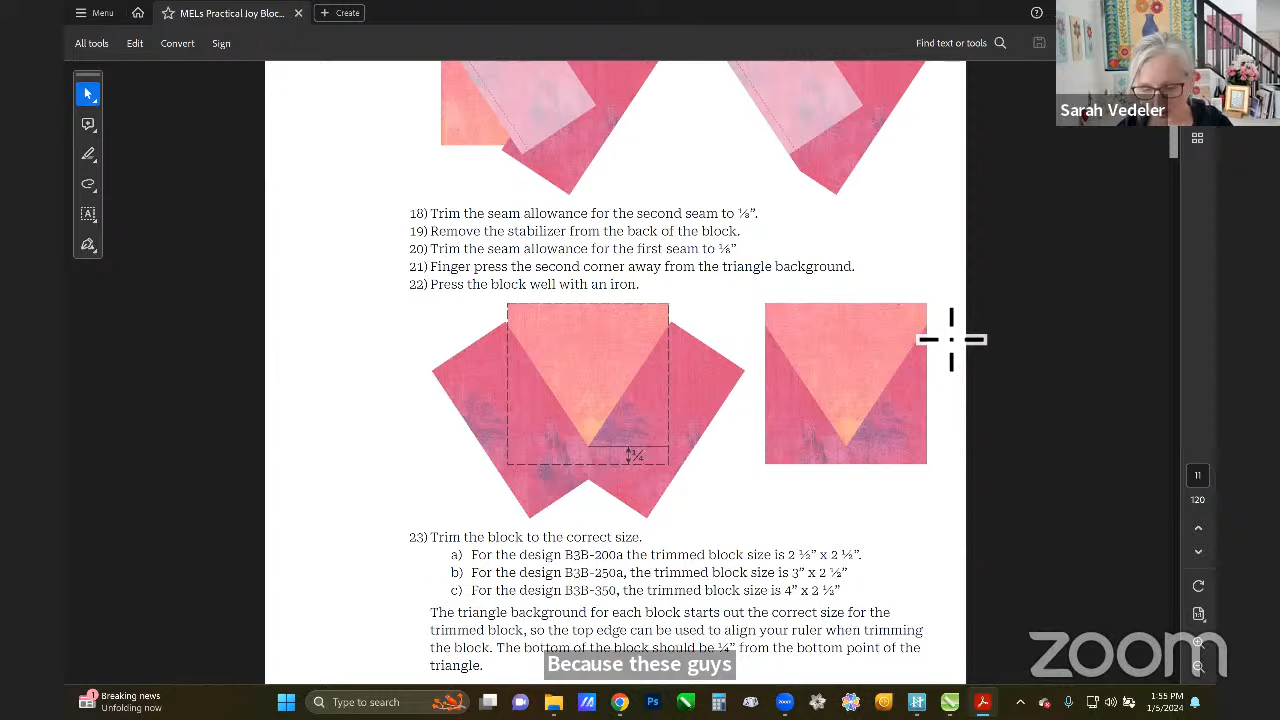 Menu
MELs Practical Joy Bloc...
Create
All tools
Edit
Convert
Sign
Find text or tools
Sarah Vedeler
18) Trim the seam allowance for the second seam to ⅛”.
19) Remove the stabilizer from the back of the block.
20) Trim the seam allowance for the first seam to ⅛”
21) Finger press the second corner away from the triangle background.
22) Press the block well with an iron.
¼
23) Trim the block to the correct size.
a) For the design B3B-200a the trimmed block size is 2 ½” x 2 ½”.
b) For the design B3B-250a, the trimmed block size is 3” x 2 ½”
c) For the design B3B-350, the trimmed block size is 4” x 2 ½”
The triangle background for each block starts out the correct size for the
trimmed block, so the top edge can be used to align your ruler when trimming
the block. The bottom of the block should be ¼” from the bottom point of the
triangle.
Because these guys
11
120
zoom
1
Breaking news
Unfolding now
Type to search
1:55 PM
1/5/2024